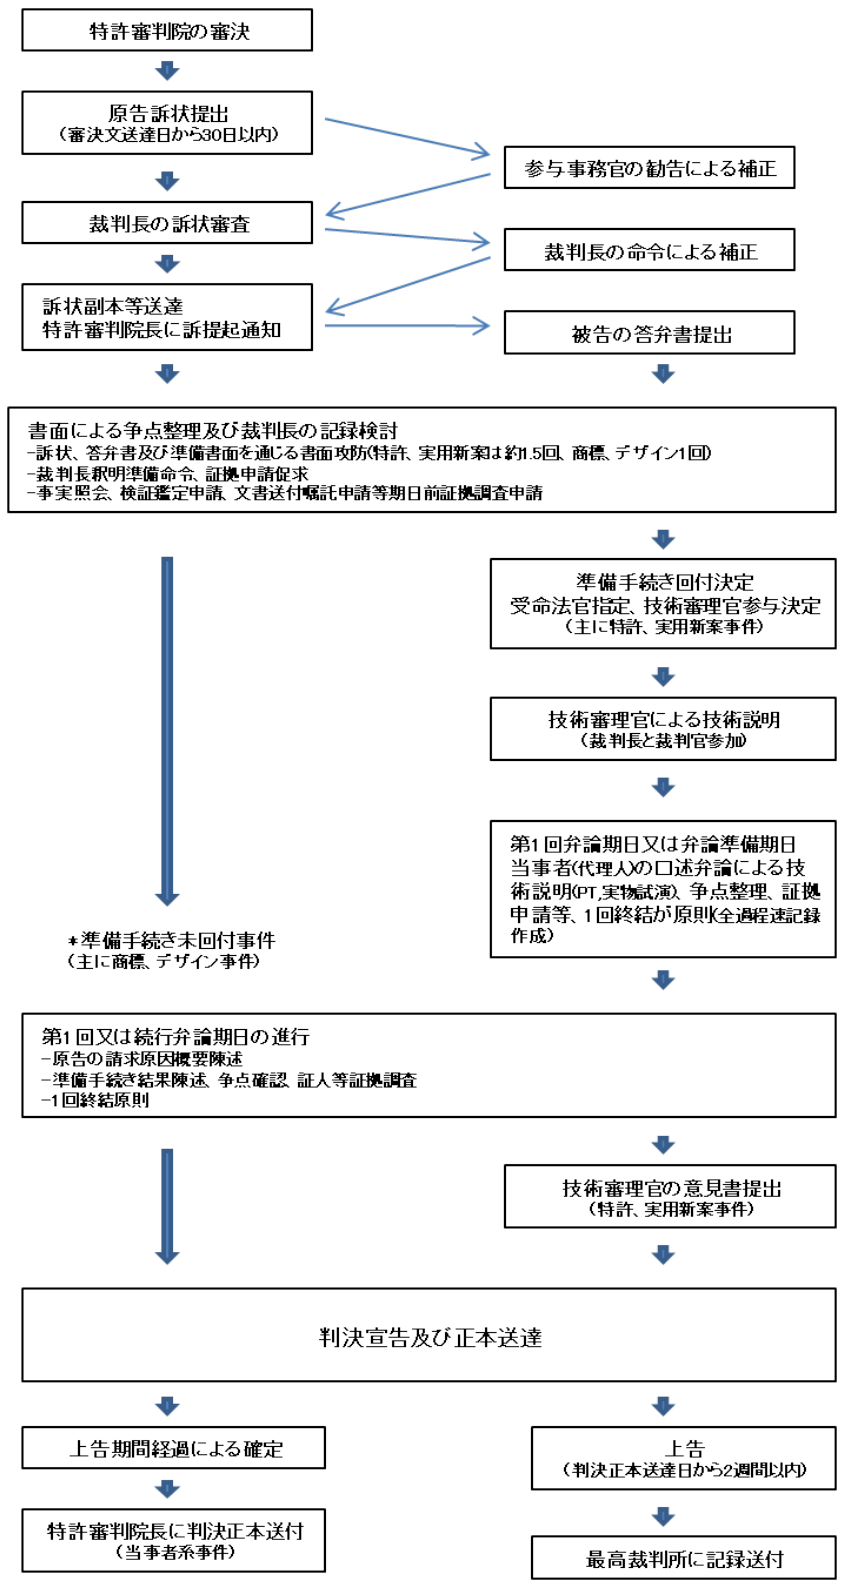 特許審判院の審決
原告訴状提出
(審決文送達日から30日以内)
参与事務官の勧告による補正
裁判長の訴状審査
裁判長の命令による補正
訴状副本等送達
特許審判院長に訴提起通知
被告の答弁書提出
書面による争点整理及び裁判長の記録検討
-訴状、答弁書及び準備書面を通じる書面攻防(特許、実用新案は約1.5回、商標、デザイン1回)
-裁判長釈明準備命令、証拠申請促求
-事実照会、検証鑑定申請、文書送付嘱託申請等期日前証拠調査申請
準備手続き回付決定
受命法官指定、技術審理官参与決定
(主に特許、実用新案事件)
技術審理官による技術説明
(裁判長と裁判官参加)
第1回弁論期日又は弁論準備期日
当事者(代理人)の口述弁論による技
術説明(PT,実物試演)、争点整理、証拠
申請等、1回終結が原則(全過程速記録
作成)
*準備手続き未回付事件
(主に商標、デザイン事件)
第1回又は続行弁論期日の進行
-原告の請求原因概要陳述
-準備手続き結果陳述、争点確認、証人等証拠調査
-1回終結原則
技術審理官の意見書提出
(特許、実用新案事件)
判決宣告及び正本送達
上告期間経過による確定
上告
(判決正本送達日から2週間以内)
特許審判院長に判決正本送付
(当事者系事件)
最高裁判所に記録送付